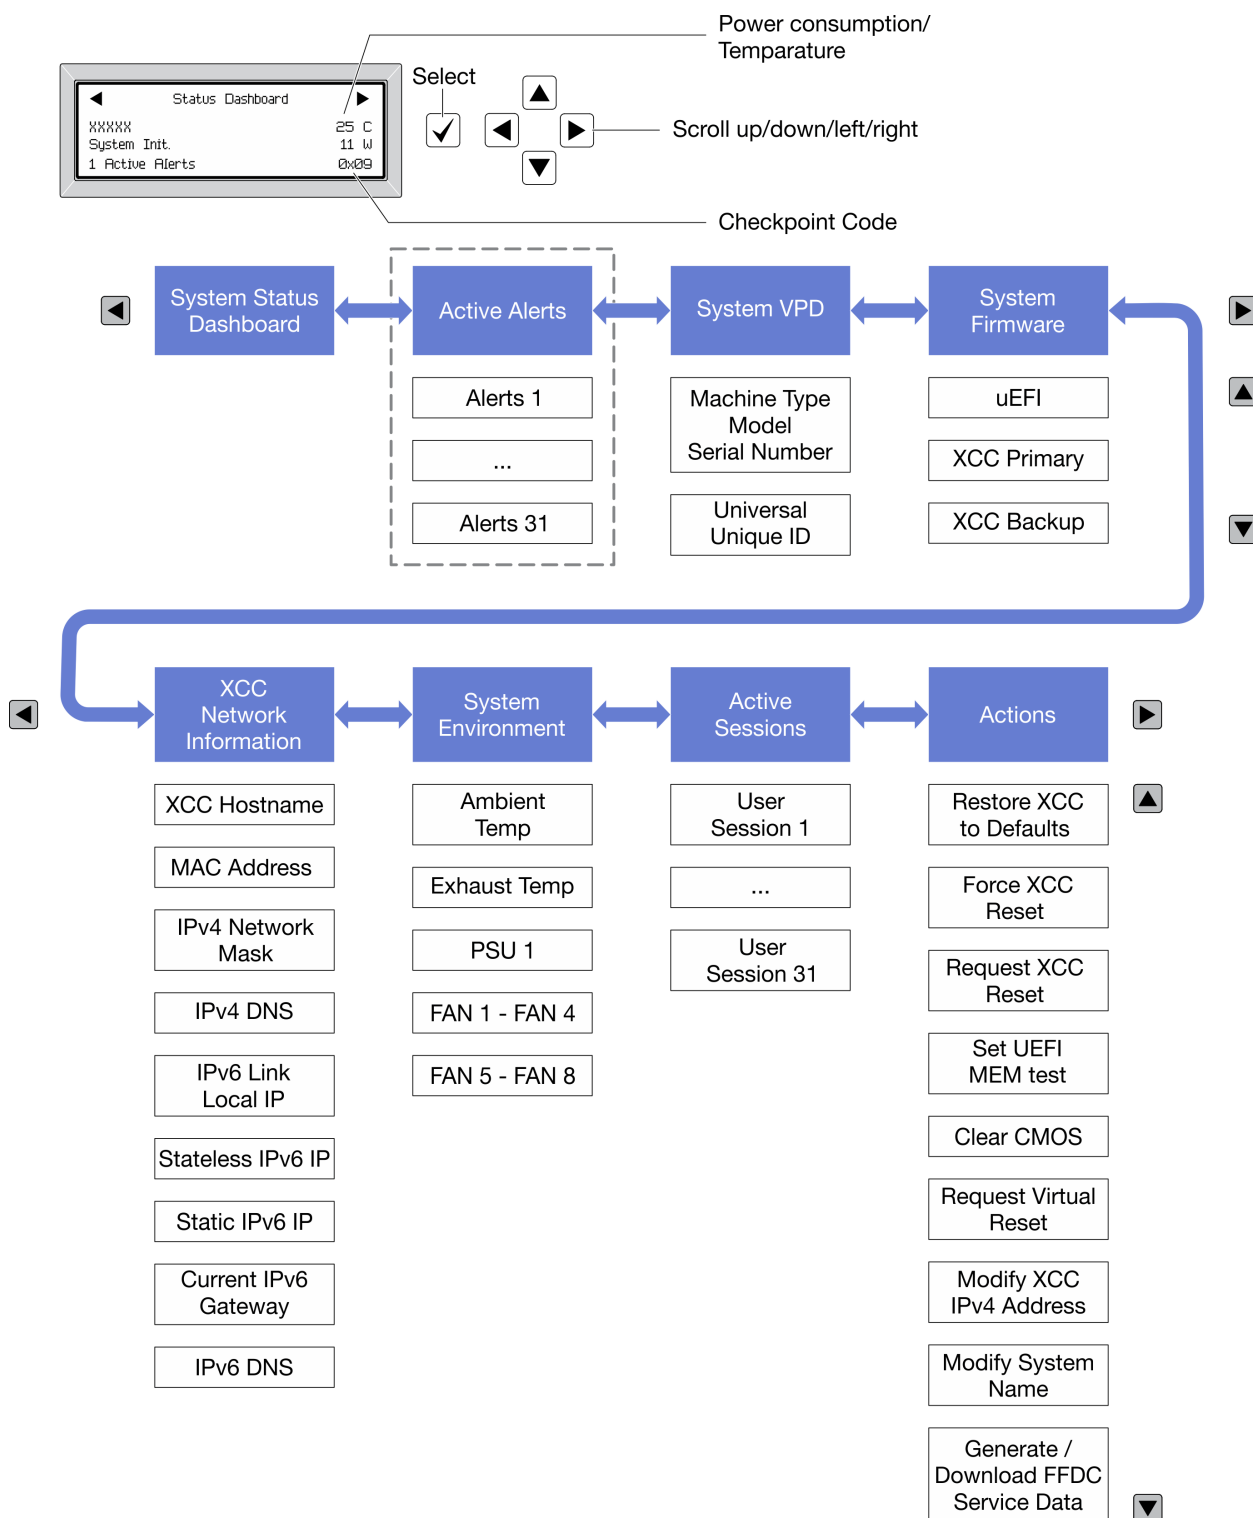 Power consumption/
Temparature
Select
Status Dashboard
XXXXX 25 C
System Init. 11 W
1 Active Alerts 0x09
Scroll up/down/left/right
Checkpoint Code
System Status
Dashboard
Active Alerts
System VPD
System
Firmware
Alerts 1
...
Alerts 31
Machine Type
Model
Serial Number
Universal
Unique ID
uEFI
XCC Primary
XCC Backup
XCC
Network
Information
System
Environment
Active
Sessions
Actions
XCC Hostname
MAC Address
IPv4 Network
Mask
IPv4 DNS
IPv6 Link
Local IP
Stateless IPv6 IP
Static IPv6 IP
Current IPv6
Gateway
IPv6 DNS
Ambient
Temp
Exhaust Temp
PSU 1
FAN 1 - FAN 4
FAN 5 - FAN 8
User
Session 1
...
User
Session 31
Restore XCC
to Defaults
Force XCC
Reset
Request XCC
Reset
Set UEFI
MEM test
Clear CMOS
Request Virtual
Reset
Modify XCC
IPv4 Address
Modify System
Name
Generate /
Download FFDC
Service Data